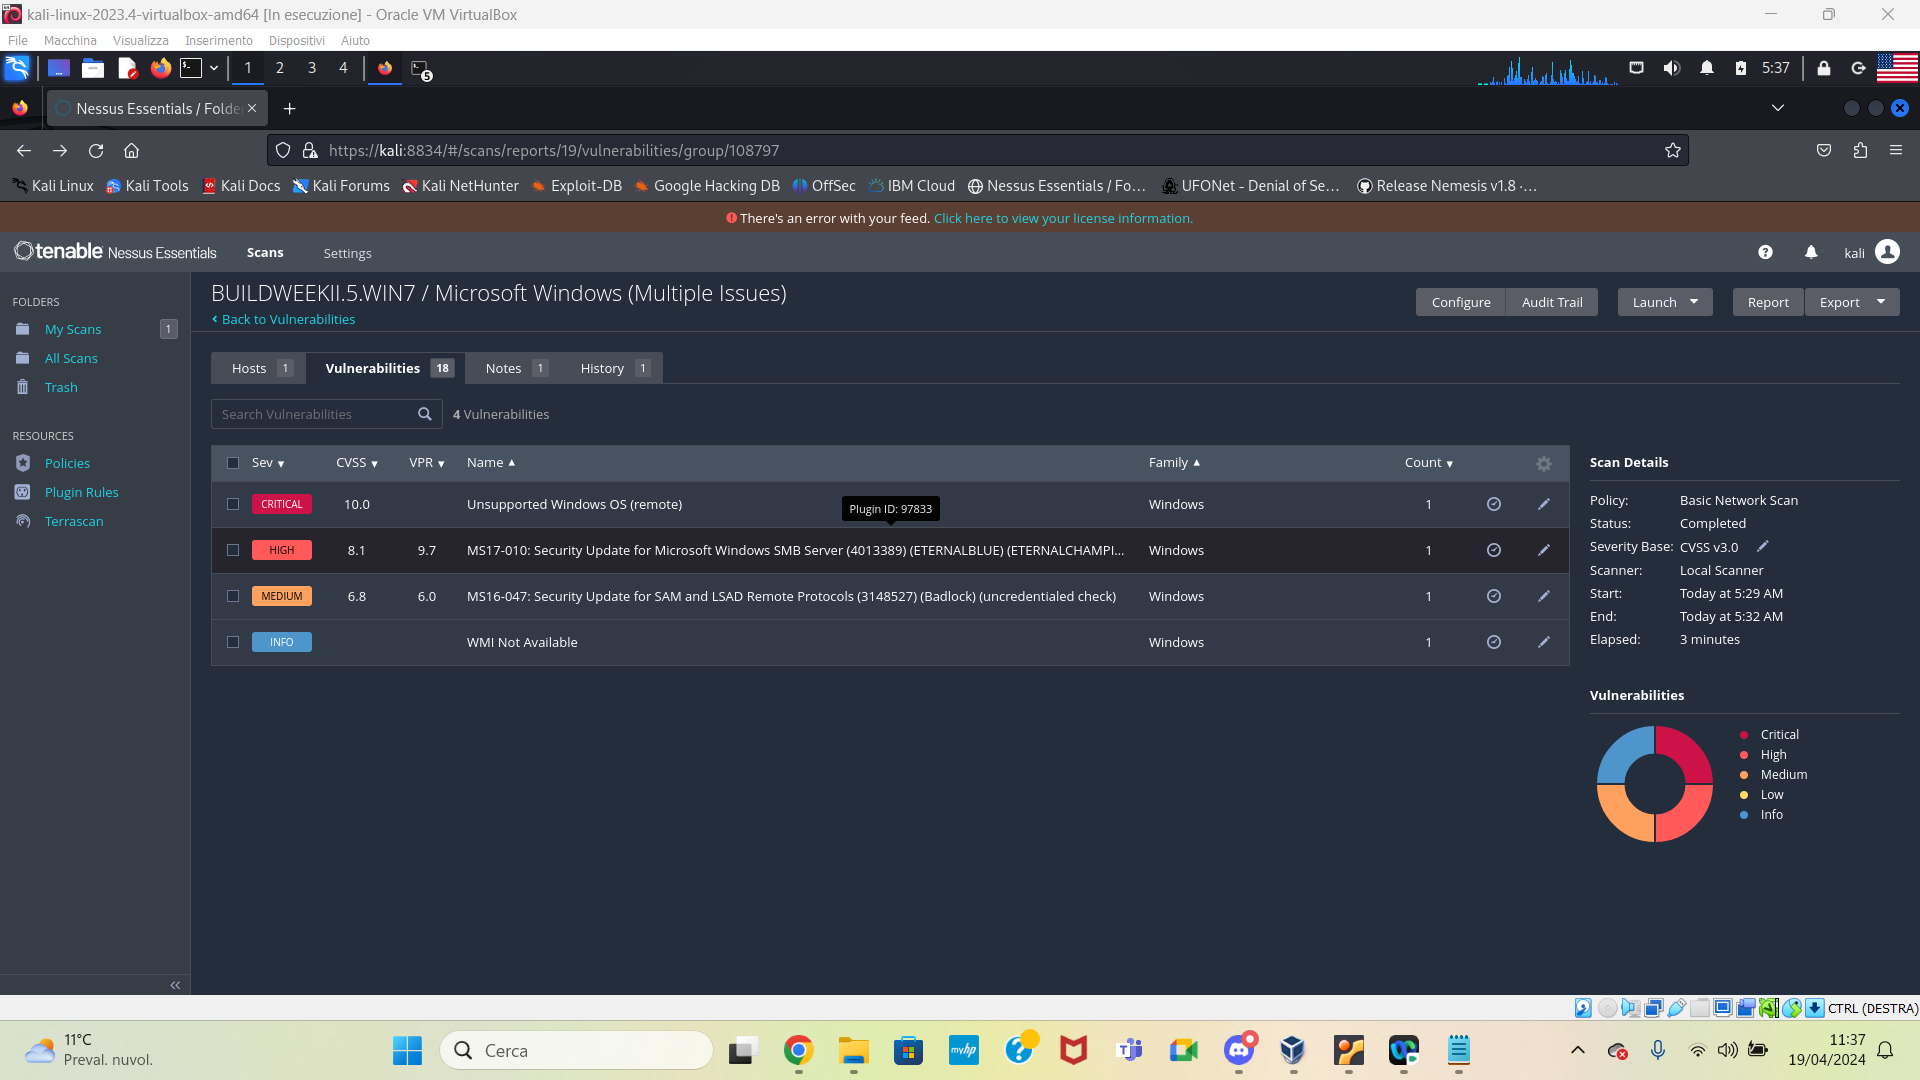 kali-linux-2023.4-virtualbox-amd64 [In esecuzione] - Oracle VM VirtualBox
File Macchina Visualizza Inserimento Dispositivi Aiuto
1 2 3 4 5 5:37
Nessus Essentials / Folde
https://kali:8834/#/scans/reports/19/vulnerabilities/group/108797
Kali Linux Kali Tools Kali Docs Kali Forums Kali NetHunter Exploit-DB Google Hacking DB OffSec IBM Cloud Nessus Essentials / Fo... UFONet - Denial of Se... Release Nemesis v1.8 ·...
There's an error with your feed. Click here to view your license information.
tenable Nessus Essentials Scans Settings kali
FOLDERS
My Scans 1
All Scans
Trash
RESOURCES
Policies
Plugin Rules
Terrascan
BUILDWEEKII.5.WIN7 / Microsoft Windows (Multiple Issues)
Back to Vulnerabilities
Configure Audit Trail Launch Report Export
Hosts 1 Vulnerabilities 18 Notes 1 History 1
Search Vulnerabilities 4 Vulnerabilities
Sev CVSS VPR Name Family Count
CRITICAL 10.0 Unsupported Windows OS (remote) Windows 1
Plugin ID: 97833
HIGH 8.1 9.7 MS17-010: Security Update for Microsoft Windows SMB Server (4013389) (ETERNALBLUE) (ETERNALCHAMPI... Windows 1
MEDIUM 6.8 6.0 MS16-047: Security Update for SAM and LSAD Remote Protocols (3148527) (Badlock) (uncredentialed check) Windows 1
INFO WMI Not Available Windows 1
Scan Details
Policy: Basic Network Scan
Status: Completed
Severity Base: CVSS v3.0
Scanner: Local Scanner
Start: Today at 5:29 AM
End: Today at 5:32 AM
Elapsed: 3 minutes
Vulnerabilities
Critical
High
Medium
Low
Info
CTRL (DESTRA)
11°C
Preval. nuvol.
Cerca
myhp
11:37
19/04/2024